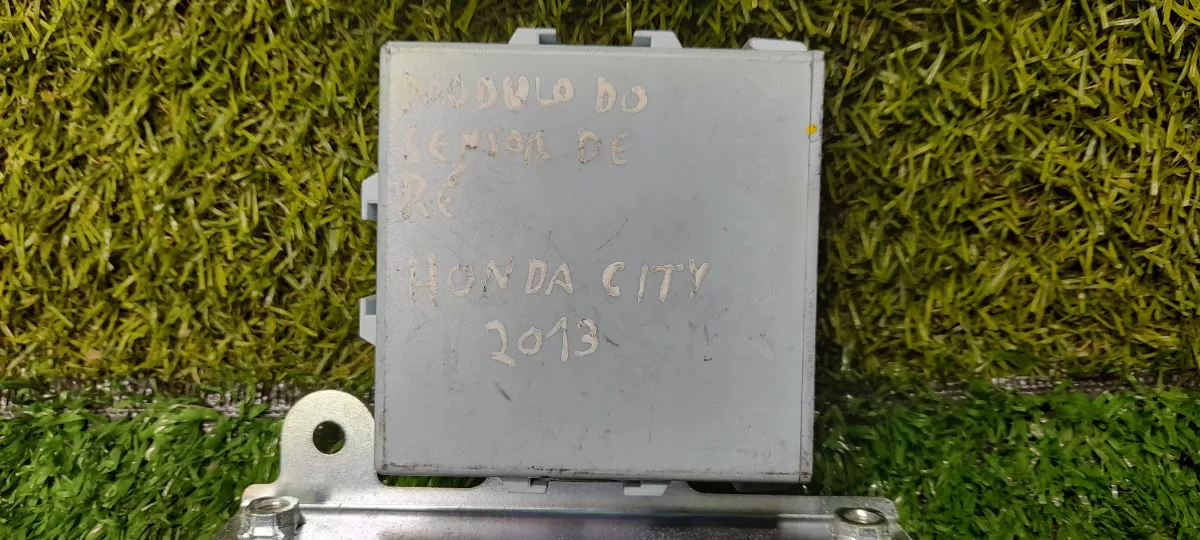 MODULO DO
SENSOR DE
RÉ
HONDA CITY
2013